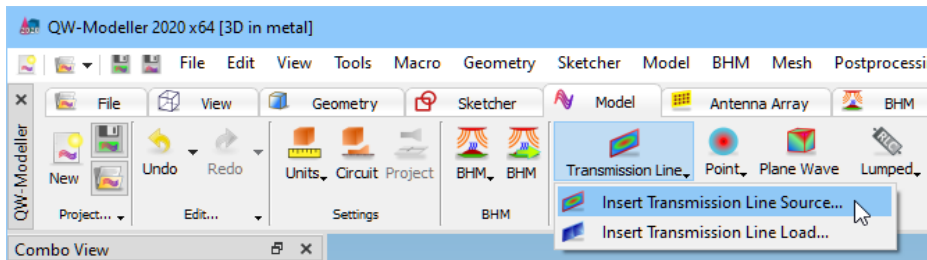 QW-Modeller 2020 x64 [3D in metal]
File Edit View Tools Macro Geometry Sketcher Model BHM Mesh Postprocessi
File View Geometry Sketcher Model Antenna Array BHM
QW-Modeller
New Undo Redo Units Circuit Project BHM BHM Transmission Line Point Plane Wave Lumped
Project... Edit... Settings BHM
Insert Transmission Line Source...
Insert Transmission Line Load...
Combo View